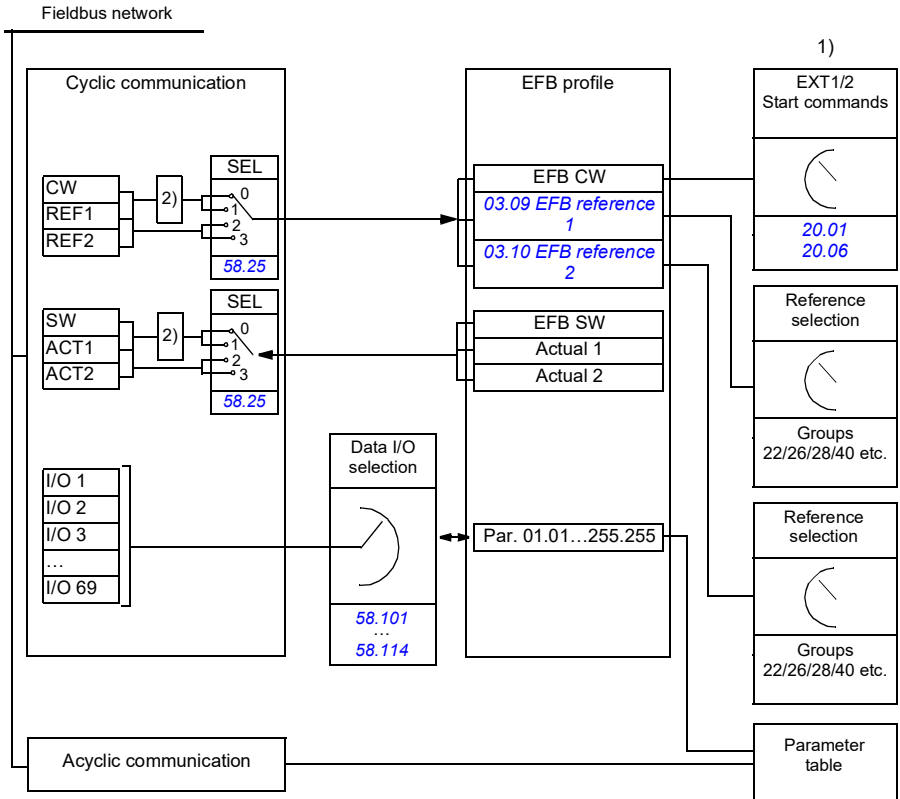 Fieldbus network
1)
Cyclic communication
EFB profile
EXT1/2
Start commands
SEL
CW
REF1
REF2
2)
0
1
2
3
58.25
EFB CW
03.09 EFB reference
1
03.10 EFB reference
2
20.01
20.06
SEL
SW
ACT1
ACT2
2)
0
1
2
3
58.25
EFB SW
Actual 1
Actual 2
Reference
selection
Groups
22/26/28/40 etc.
I/O 1
I/O 2
I/O 3
...
I/O 69
Data I/O
selection
58.101
...
58.114
Par. 01.01...255.255
Reference
selection
Groups
22/26/28/40 etc.
Acyclic communication
Parameter
table